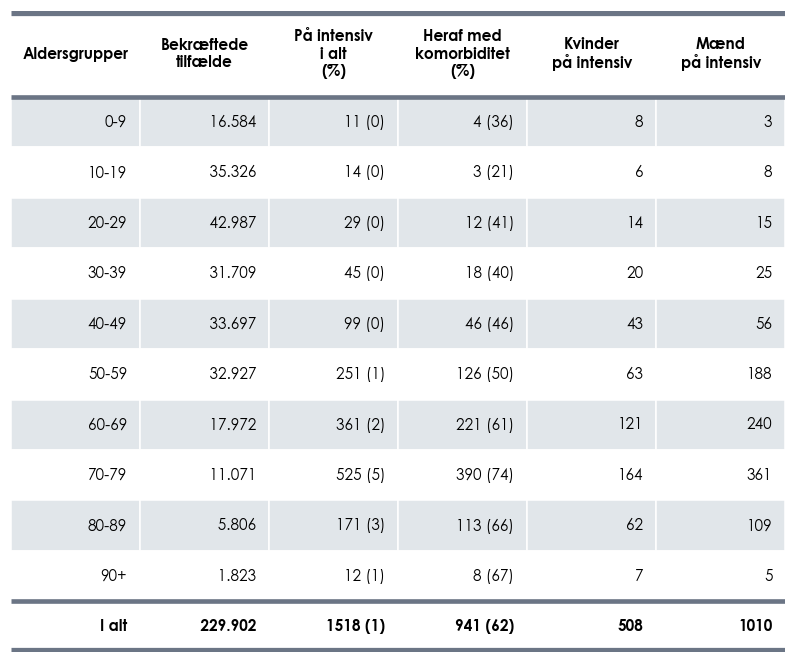 Aldersgrupper Bekræftede tilfælde På intensiv i alt (%) Heraf med komorbiditet (%) Kvinder på intensiv Mænd på intensiv
0-9 16.584 11 (0) 4 (36) 8 3
10-19 35.326 14 (0) 3 (21) 6 8
20-29 42.987 29 (0) 12 (41) 14 15
30-39 31.709 45 (0) 18 (40) 20 25
40-49 33.697 99 (0) 46 (46) 43 56
50-59 32.927 251 (1) 126 (50) 63 188
60-69 17.972 361 (2) 221 (61) 121 240
70-79 11.071 525 (5) 390 (74) 164 361
80-89 5.806 171 (3) 113 (66) 62 109
90+ 1.823 12 (1) 8 (67) 7 5
I alt 229.902 1518 (1) 941 (62) 508 1010